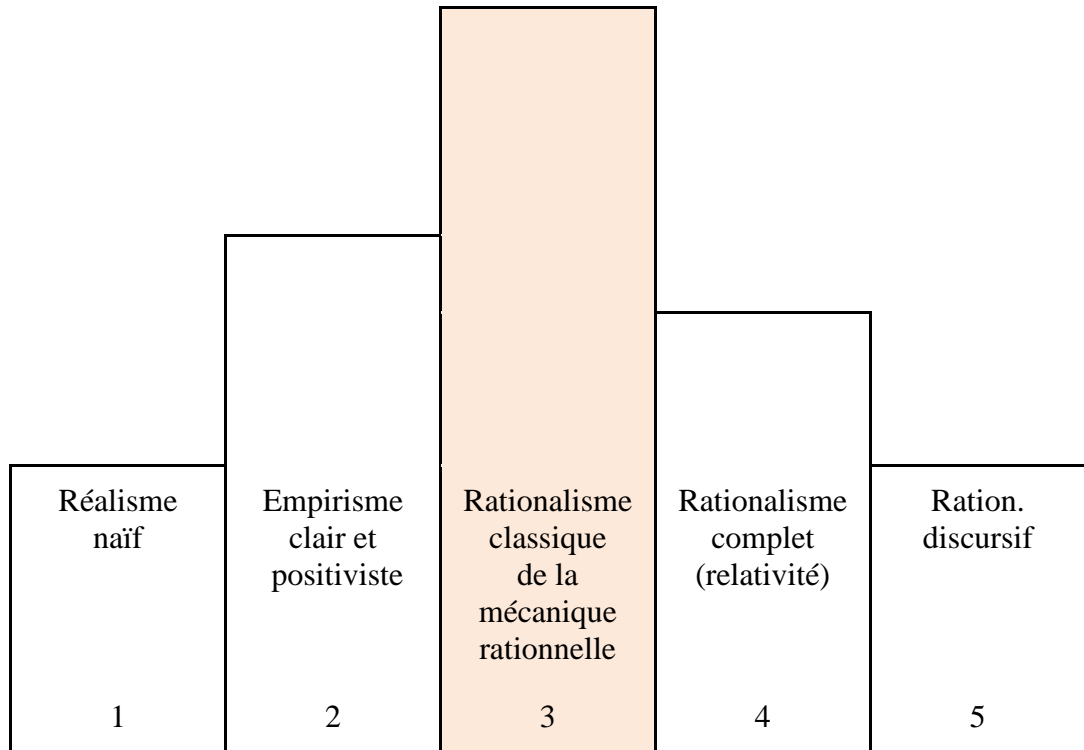 Réalisme
naïf
1
Empirisme
clair et
positiviste
2
Rationalisme
classique
de la
mécanique
rationnelle
3
Rationalisme
complet
(relativité)
4
Ration.
discursif
5